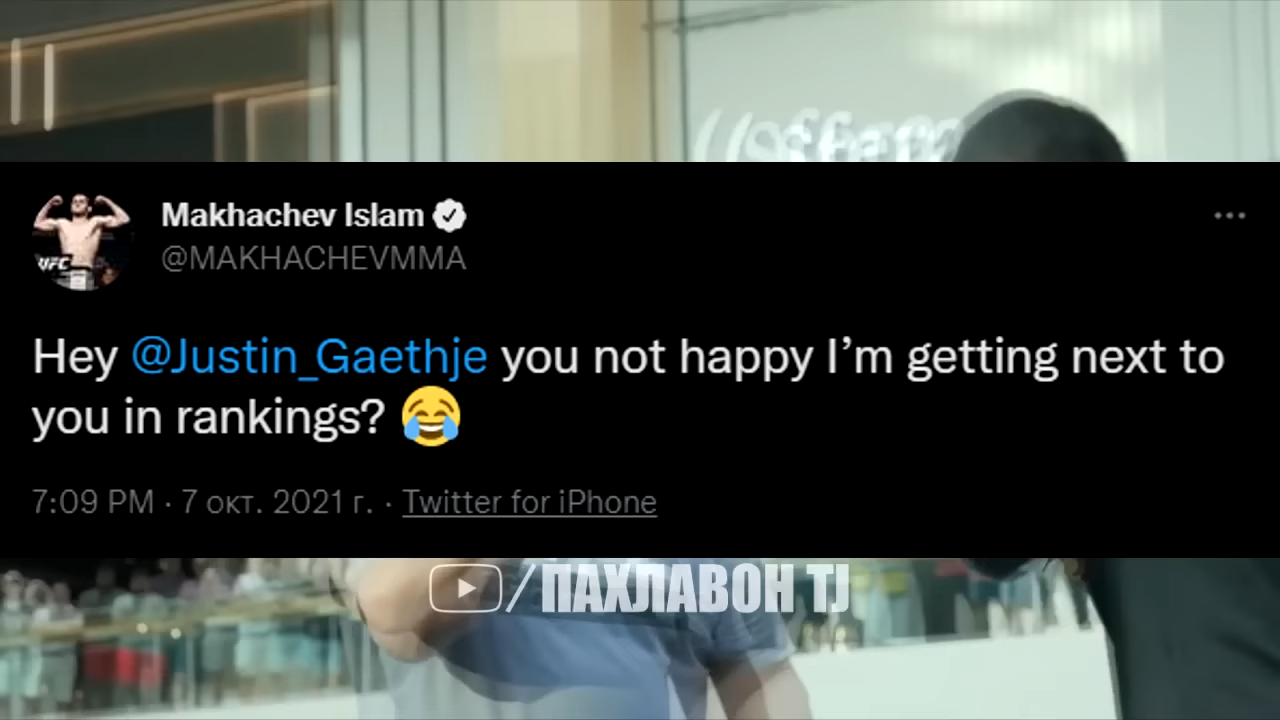 Makhachev Islam
@MAKHACHEVMMA
UFC
Hey @Justin_Gaethje you not happy I’m getting next to
you in rankings? 😂
7:09 PM · 7 окт. 2021 г. · Twitter for iPhone
/ПАХЛАВОН TJ